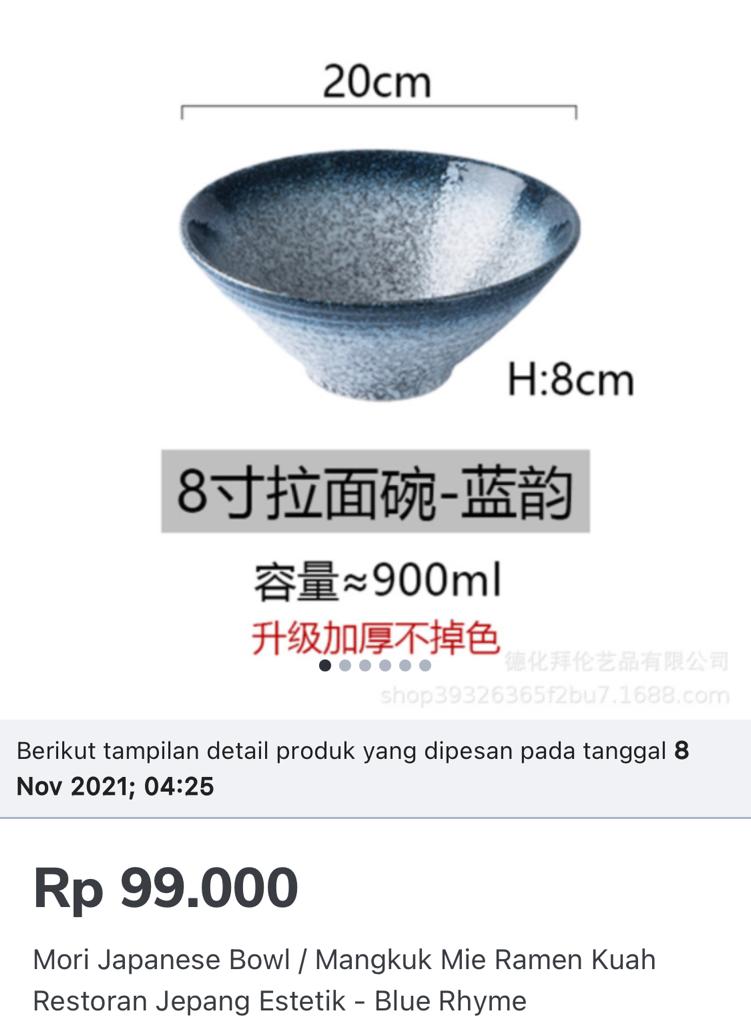 20cm
H:8cm
8寸拉面碗-蓝韵
容量≈900ml
升级加厚不掉色
德化拜伦艺品有限公司
shop39326365f2bu7.1688.com
Berikut tampilan detail produk yang dipesan pada tanggal 8
Nov 2021; 04:25
Rp 99.000
Mori Japanese Bowl / Mangkuk Mie Ramen Kuah
Restoran Jepang Estetik - Blue Rhyme